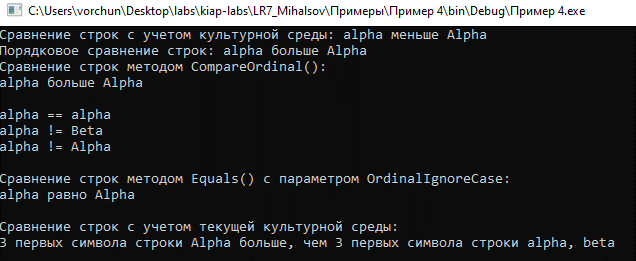 C:\Users\vorchun\Desktop\labs\kiap-labs\LR7_Mihalsov\Примеры\Пример 4\bin\Debug\Пример 4.exe
Сравнение строк с учетом культурной среды: alpha меньше Alpha
Порядковое сравнение строк: alpha больше Alpha
Сравнение строк методом CompareOrdinal():
alpha больше Alpha
alpha == alpha
alpha != Beta
alpha != Alpha
Сравнение строк методом Equals() с параметром OrdinalIgnoreCase:
alpha равно Alpha
Сравнение строк с учетом текущей культурной среды:
3 первых символа строки Alpha больше, чем 3 первых символа строки alpha, beta